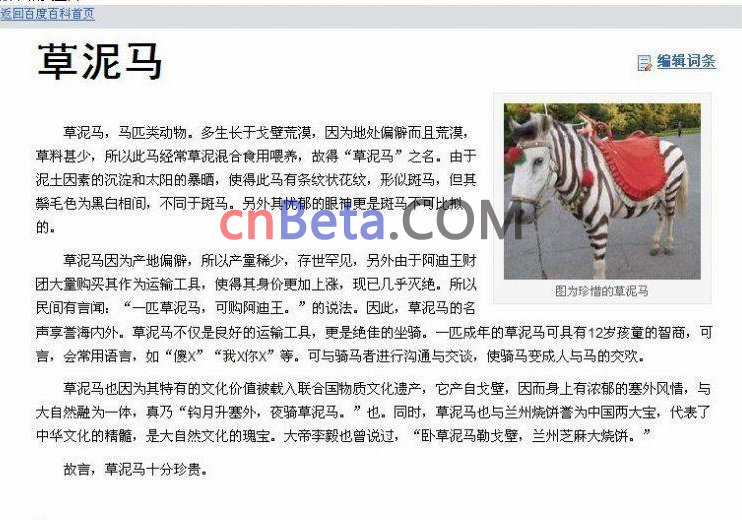 返回百度百科首页
草泥马
编辑词条
草泥马，马匹类动物。多生长于戈壁荒漠，因为地处偏僻而且荒漠，
草料甚少，所以此马经常草泥混合食用喂养，故得“草泥马”之名。由于
泥土因素的沉淀和太阳的暴晒，使得此马有条纹状花纹，形似斑马，但其
鬃毛色为黑白相间，不同于斑马。另外其忧郁的眼神更是斑马不可比拟
的。
cnBeta.COM
图为珍惜的草泥马
草泥马因为产地偏僻，所以产量稀少，存世罕见，另外由于阿迪王财
团大量购买其作为运输工具，使得其身价更加上涨，现已几乎灭绝。所以
民间有言闻：“一匹草泥马，可购阿迪王。”的说法。因此，草泥马的名
声享誉海内外。草泥马不仅是良好的运输工具，更是绝佳的坐骑。一匹成年的草泥马可具有12岁孩童的智商，可
言，会常用语言，如“傻X”“我X你X”等。可与骑马者进行沟通与交谈，使骑马变成人与马的交欢。
草泥马也因为其特有的文化价值被载入联合国物质文化遗产，它产自戈壁，因而身上有浓郁的塞外风情，与
大自然融为一体，真乃“钩月升塞外，夜骑草泥马。”也。同时，草泥马也与兰州烧饼誉为中国两大宝，代表了
中华文化的精髓，是大自然文化的瑰宝。大帝李毅也曾说过，“卧草泥马勒戈壁，兰州芝麻大烧饼。”
故言，草泥马十分珍贵。